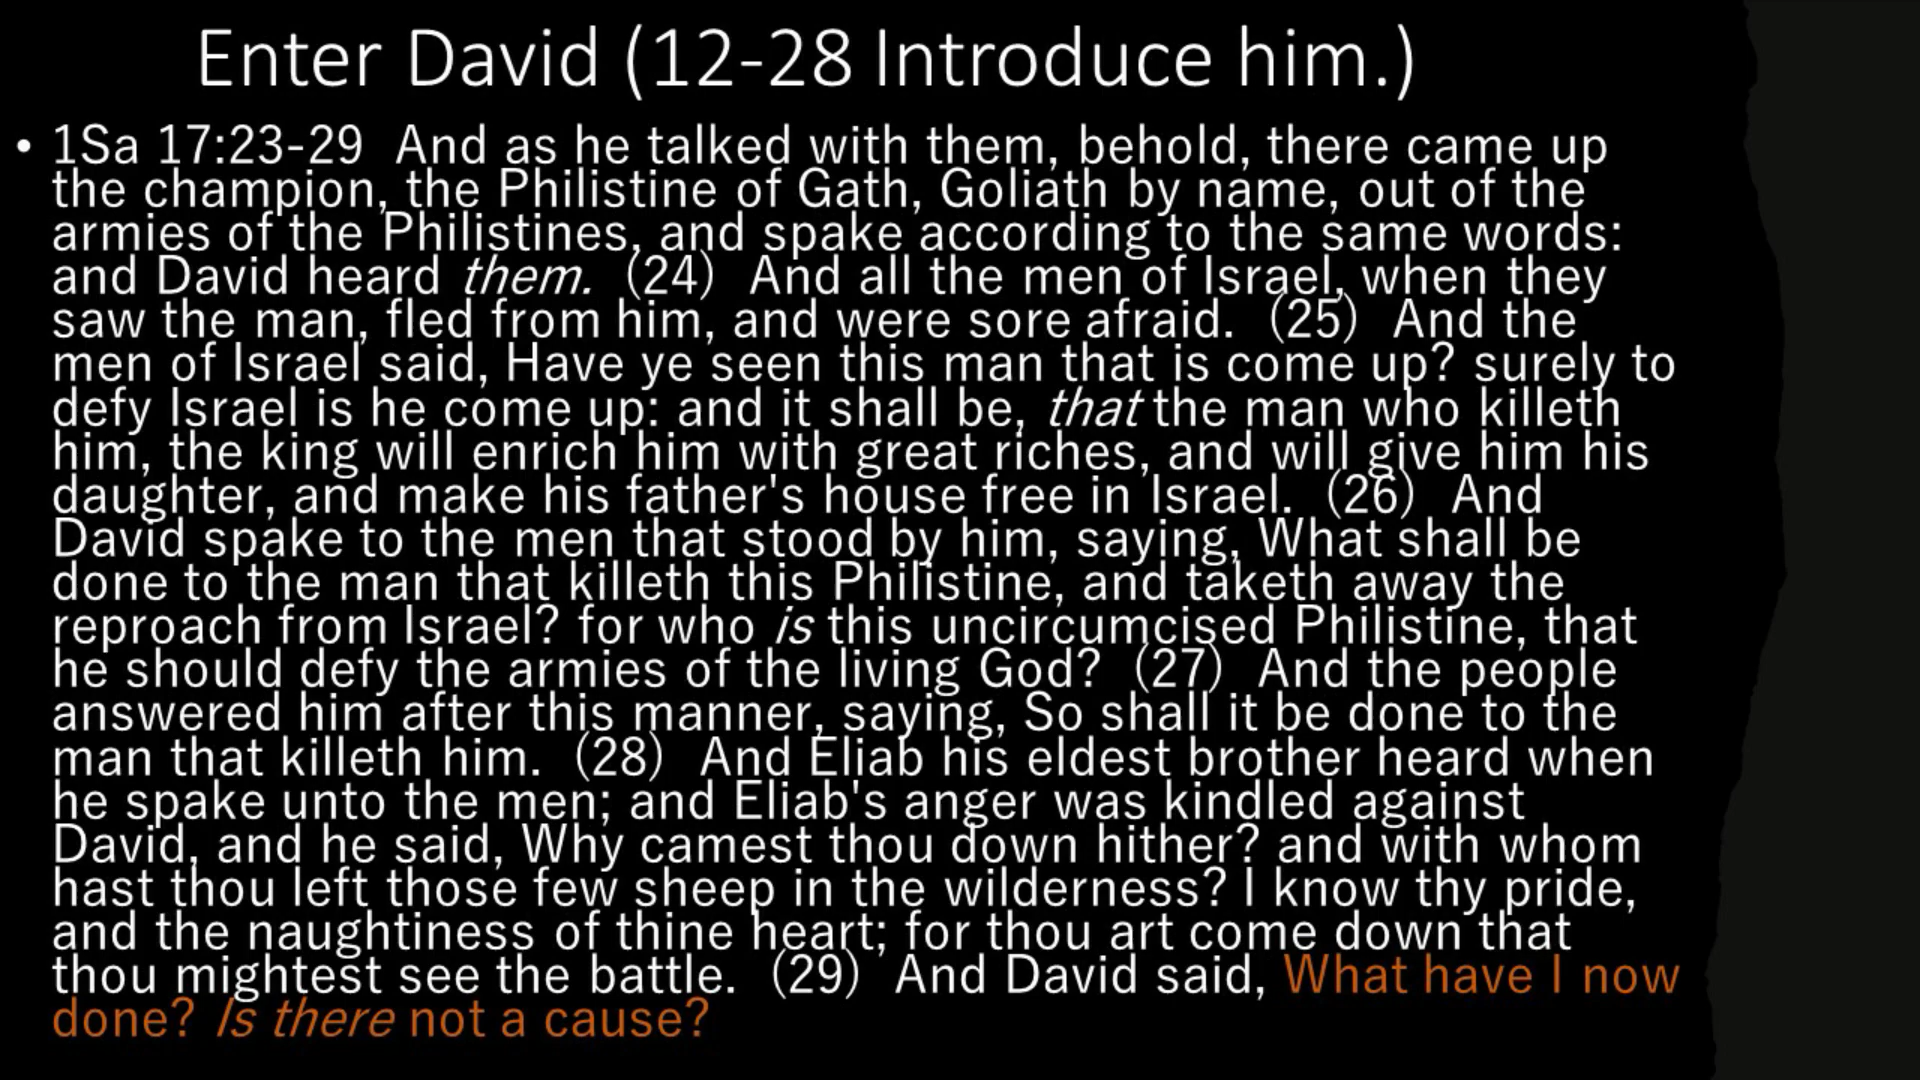 Enter David (12-28 Introduce him.)
• 1Sa 17:23-29  And as he talked with them, behold, there came up
the champion, the Philistine of Gath, Goliath by name, out of the
armies of the Philistines, and spake according to the same words:
and David heard them.  (24)  And all the men of Israel, when they
saw the man, fled from him, and were sore afraid.  (25)  And the
men of Israel said, Have ye seen this man that is come up? surely to
defy Israel is he come up: and it shall be, that the man who killeth
him, the king will enrich him with great riches, and will give him his
daughter, and make his father's house free in Israel.  (26)  And
David spake to the men that stood by him, saying, What shall be
done to the man that killeth this Philistine, and taketh away the
reproach from Israel? for who is this uncircumcised Philistine, that
he should defy the armies of the living God?  (27)  And the people
answered him after this manner, saying, So shall it be done to the
man that killeth him.  (28)  And Eliab his eldest brother heard when
he spake unto the men; and Eliab's anger was kindled against
David, and he said, Why camest thou down hither? and with whom
hast thou left those few sheep in the wilderness? I know thy pride,
and the naughtiness of thine heart; for thou art come down that
thou mightest see the battle.  (29)  And David said, What have I now
done? Is there not a cause?